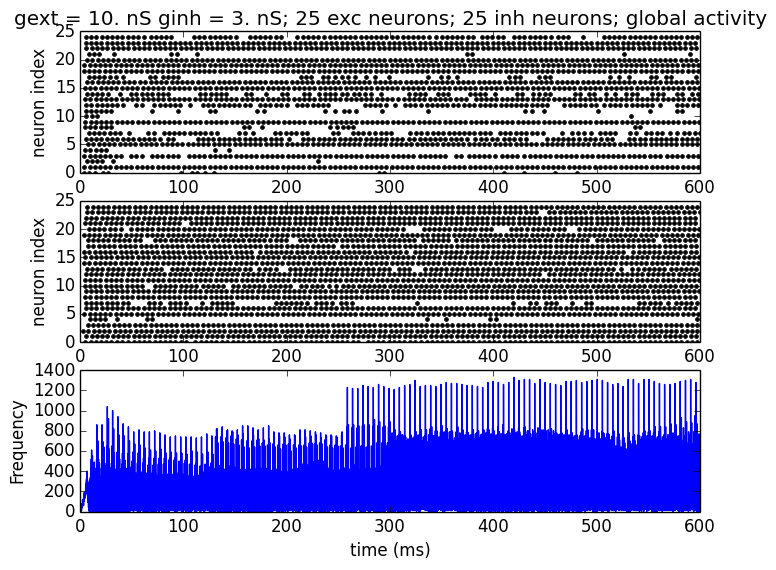 gext = 10. nS ginh = 3. nS; 25 exc neurons; 25 inh neurons; global activity
25
20
15
10
5
0
neuron index
0 100 200 300 400 500 600
25
20
15
10
5
0
neuron index
0 100 200 300 400 500 600
1400
1200
1000
800
600
400
200
0
Frequency
0 100 200 300 400 500 600
time (ms)